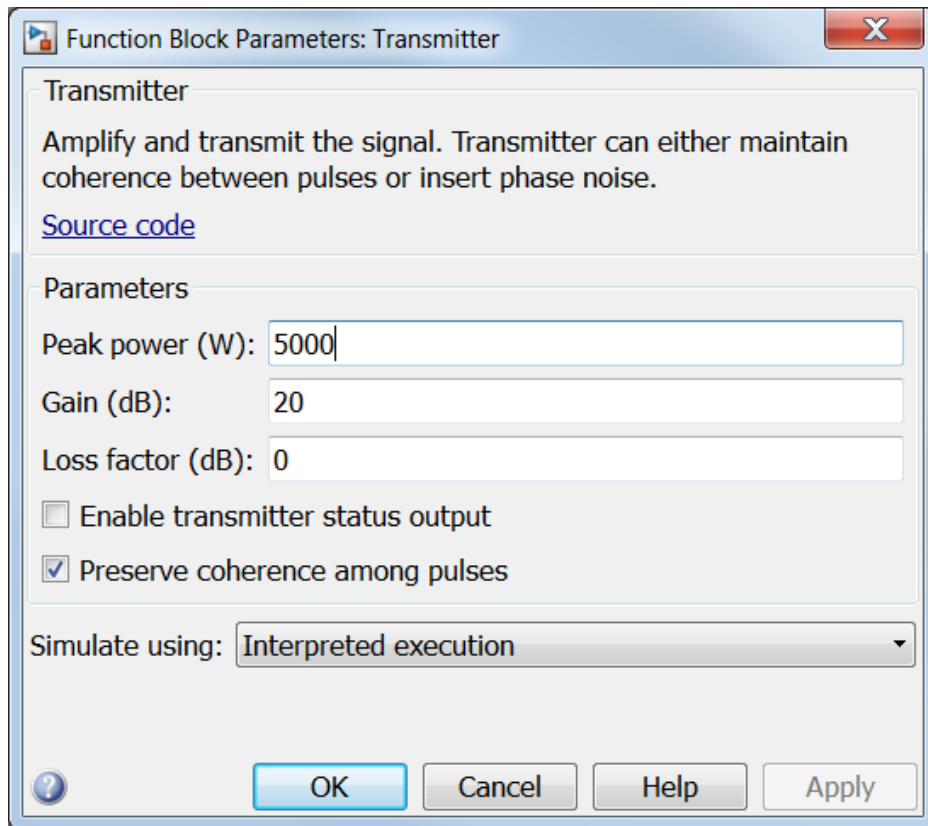 Function Block Parameters: Transmitter
Transmitter
Amplify and transmit the signal. Transmitter can either maintain
coherence between pulses or insert phase noise.
Source code
Parameters
Peak power (W): 5000
Gain (dB): 20
Loss factor (dB): 0
Enable transmitter status output
Preserve coherence among pulses
Simulate using: Interpreted execution
OK Cancel Help Apply